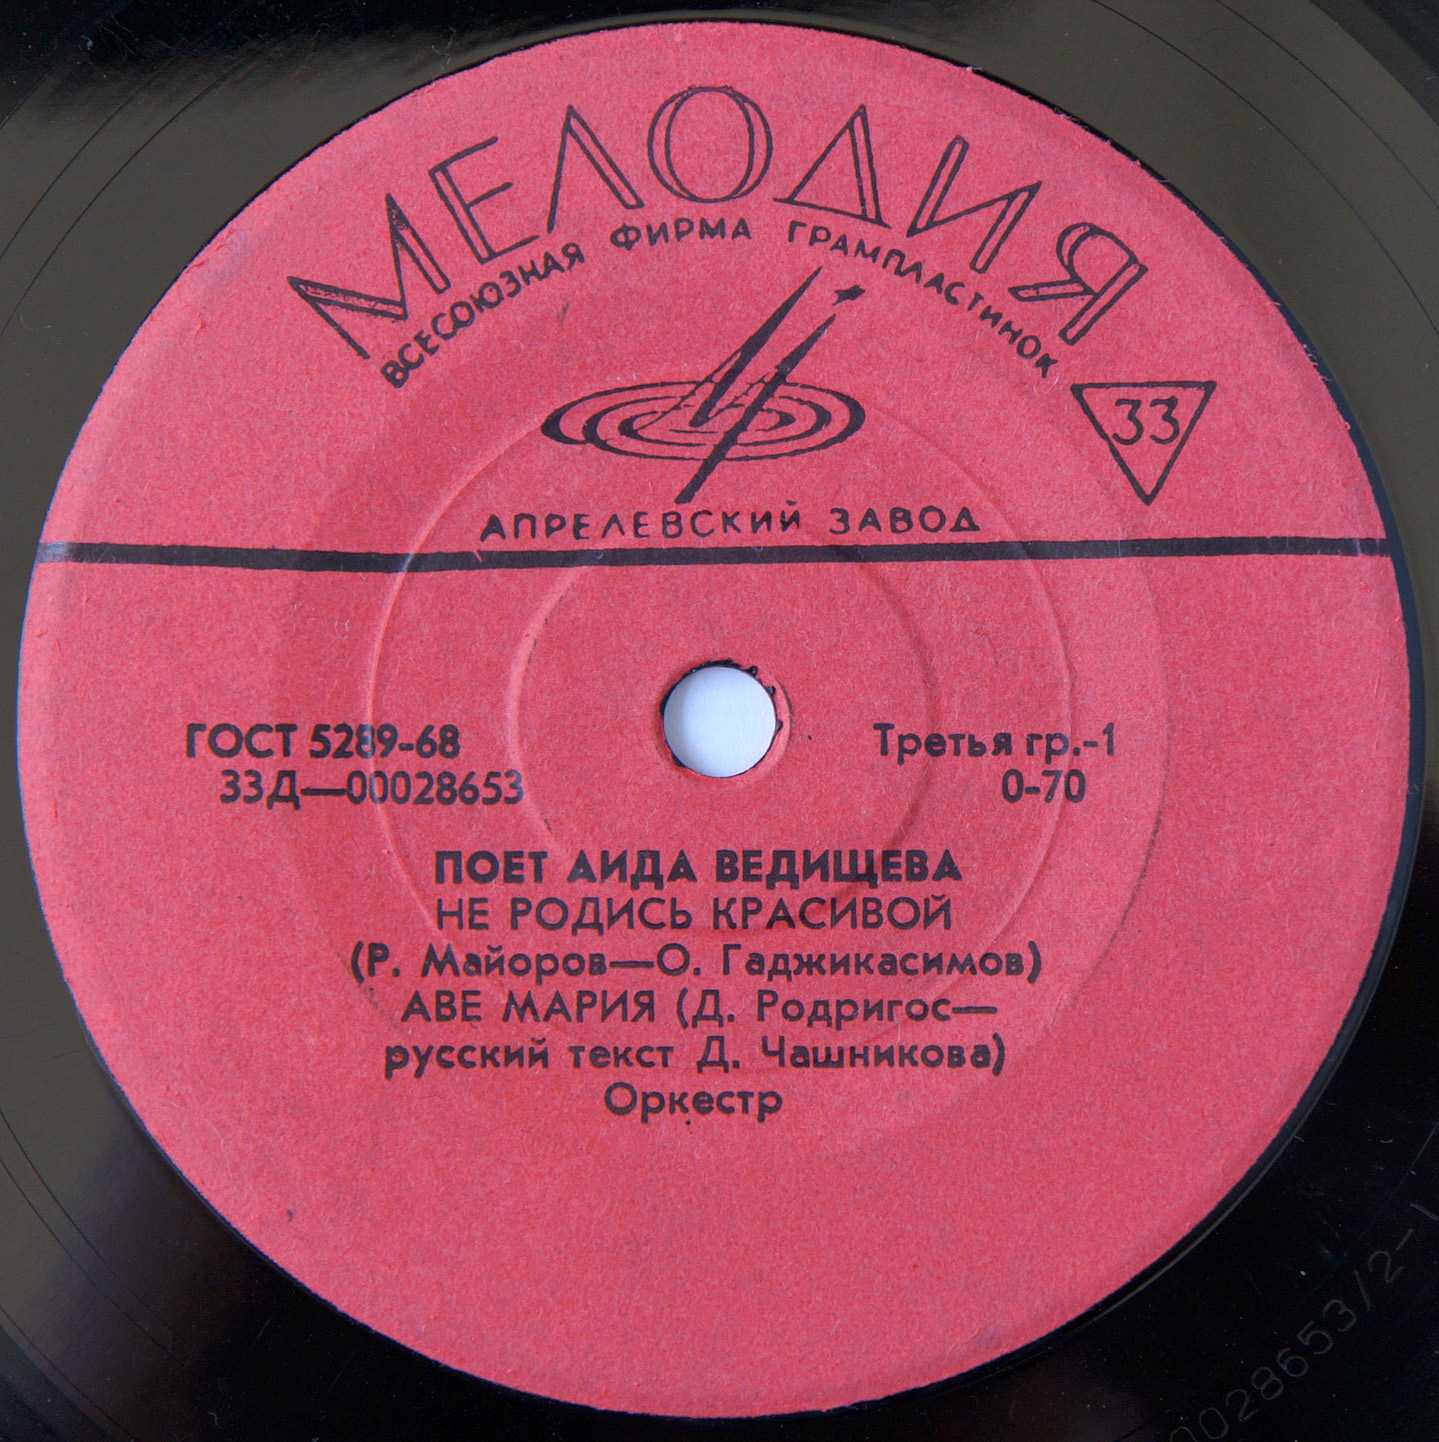 МЕЛОДИЯ
ВСЕСОЮЗНАЯ ФИРМА ГРАМПЛАСТИНОК
33
АПРЕЛЕВСКИЙ ЗАВОД
ГОСТ 5289-68
33Д—00028653
Третья гр.-1
0-70
ПОЕТ АИДА ВЕДИЩЕВА
НЕ РОДИСЬ КРАСИВОЙ
(Р. Майоров—О. Гаджикасимов)
АВЕ МАРИЯ (Д. Родригос—
русский текст Д. Чашникова)
Оркестр
0028653/2-1